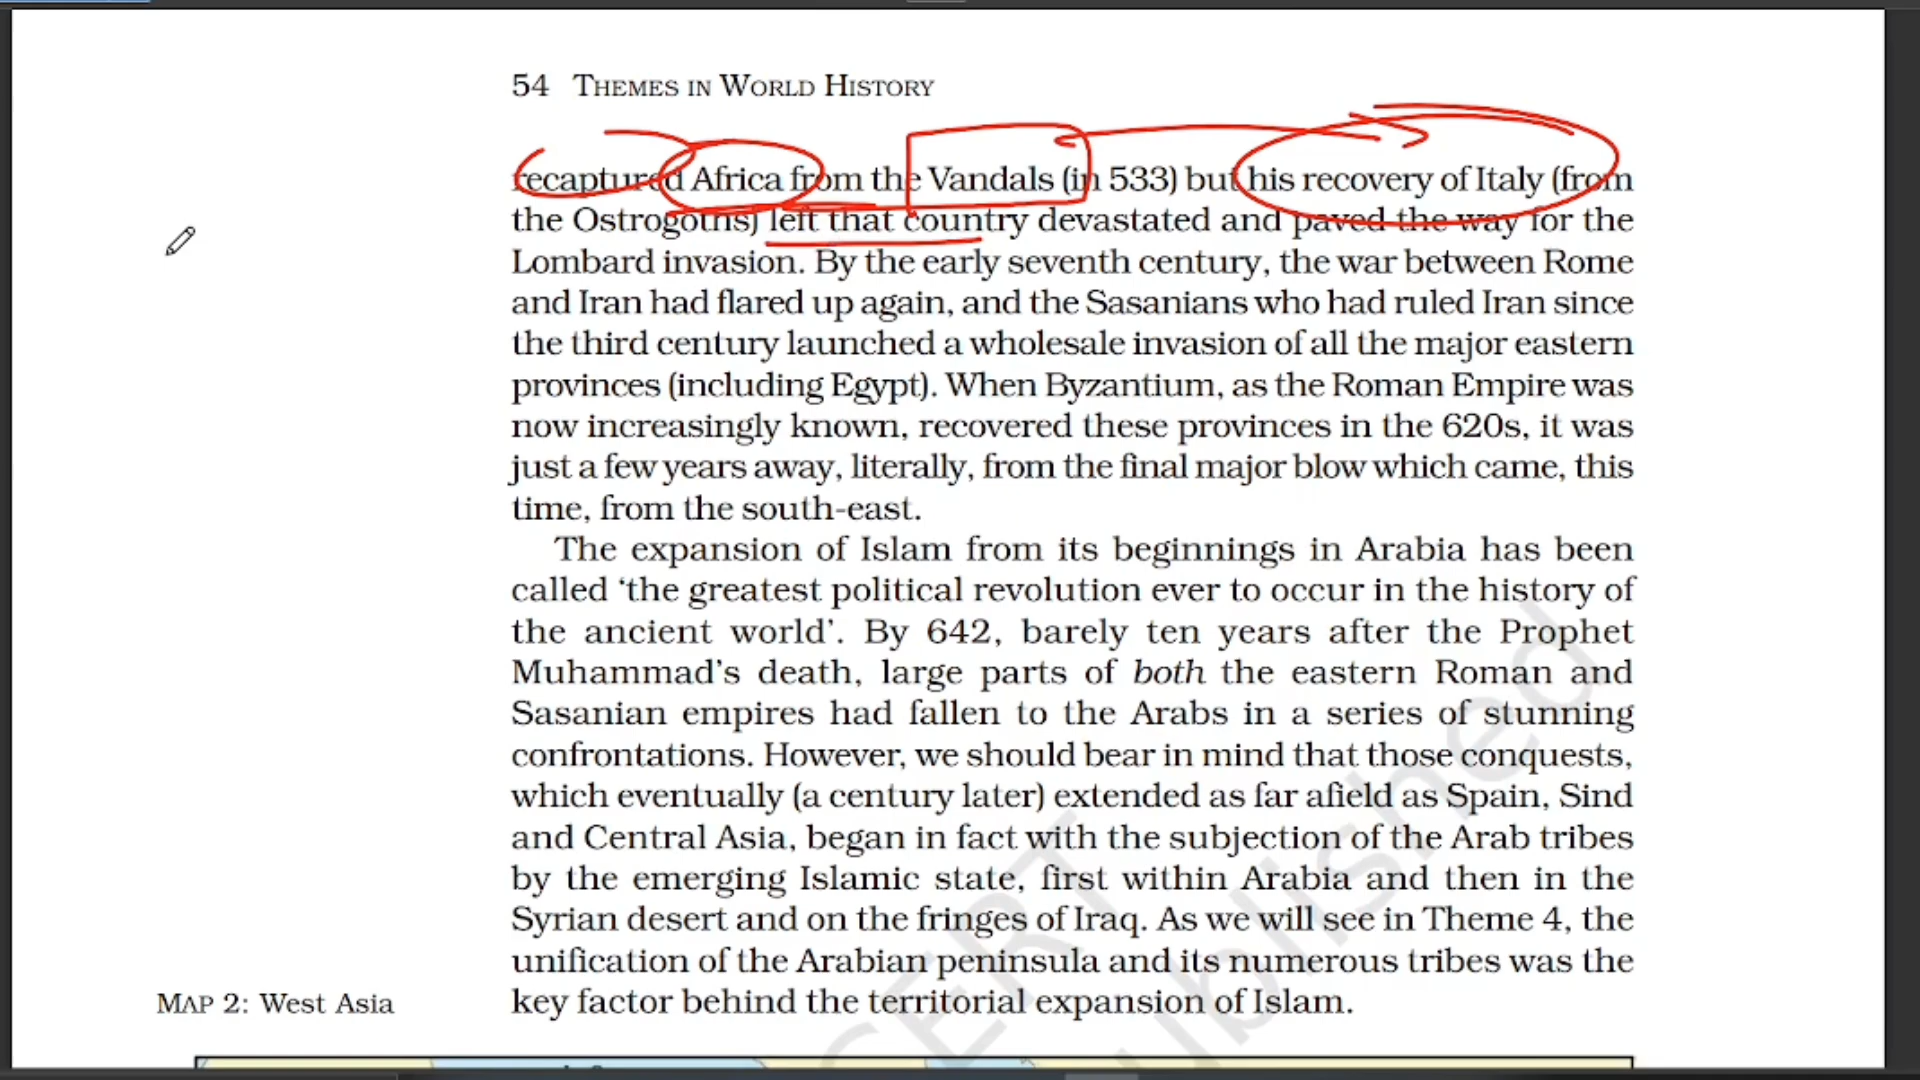 54 THEMES IN WORLD HISTORY
recaptured Africa from the Vandals (in 533) but his recovery of Italy (from
the Ostrogoths) left that country devastated and paved the way for the
Lombard invasion. By the early seventh century, the war between Rome
and Iran had flared up again, and the Sasanians who had ruled Iran since
the third century launched a wholesale invasion of all the major eastern
provinces (including Egypt). When Byzantium, as the Roman Empire was
now increasingly known, recovered these provinces in the 620s, it was
just a few years away, literally, from the final major blow which came, this
time, from the south-east.
The expansion of Islam from its beginnings in Arabia has been
called ‘the greatest political revolution ever to occur in the history of
the ancient world’. By 642, barely ten years after the Prophet
Muhammad’s death, large parts of both the eastern Roman and
Sasanian empires had fallen to the Arabs in a series of stunning
confrontations. However, we should bear in mind that those conquests,
which eventually (a century later) extended as far afield as Spain, Sind
and Central Asia, began in fact with the subjection of the Arab tribes
by the emerging Islamic state, first within Arabia and then in the
Syrian desert and on the fringes of Iraq. As we will see in Theme 4, the
unification of the Arabian peninsula and its numerous tribes was the
key factor behind the territorial expansion of Islam.
MAP 2: West Asia